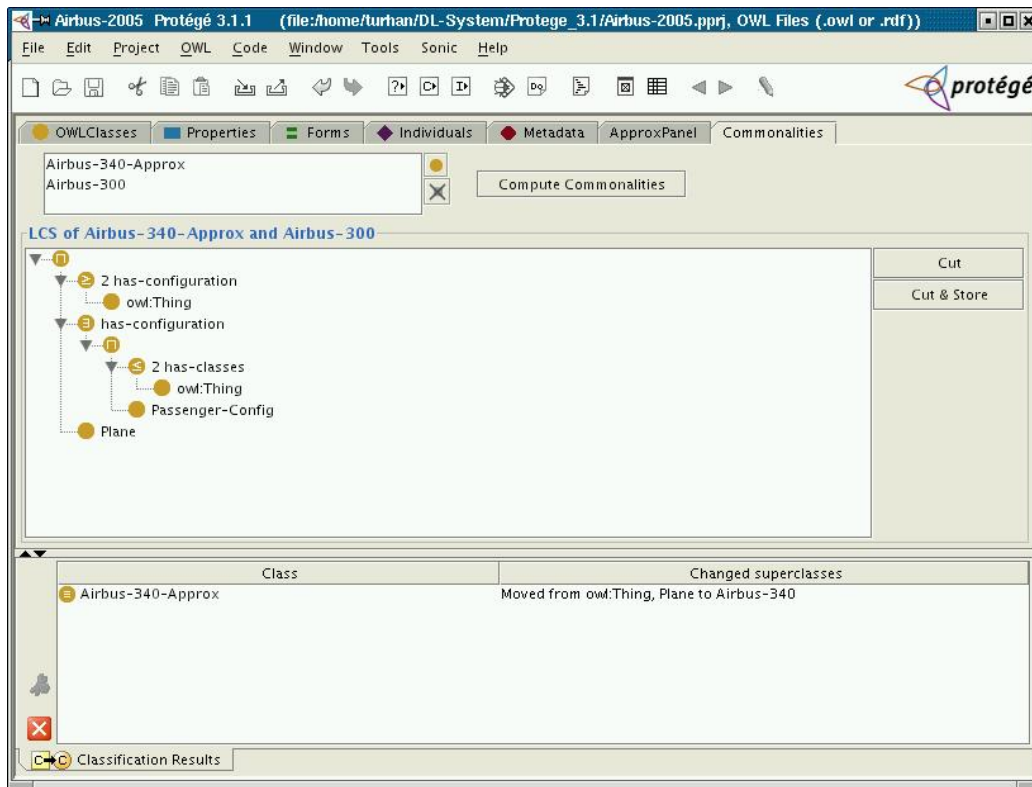 Airbus-2005 Protégé 3.1.1 (file:/home/turhan/DL-System/Protege_3.1/Airbus-2005.pprj, OWL Files (.owl or .rdf))
File Edit Project OWL Code Window Tools Sonic Help
protégé
OWLClasses Properties Forms Individuals Metadata ApproxPanel Commonalities
Airbus-340-Approx
Airbus-300
Compute Commonalities
LCS of Airbus-340-Approx and Airbus-300
Cut
Cut & Store
≥ 2 has-configuration
owl:Thing
∃ has-configuration
≤ 2 has-classes
owl:Thing
Passenger-Config
Plane
Class Changed superclasses
Airbus-340-Approx Moved from owl:Thing, Plane to Airbus-340
C C Classification Results